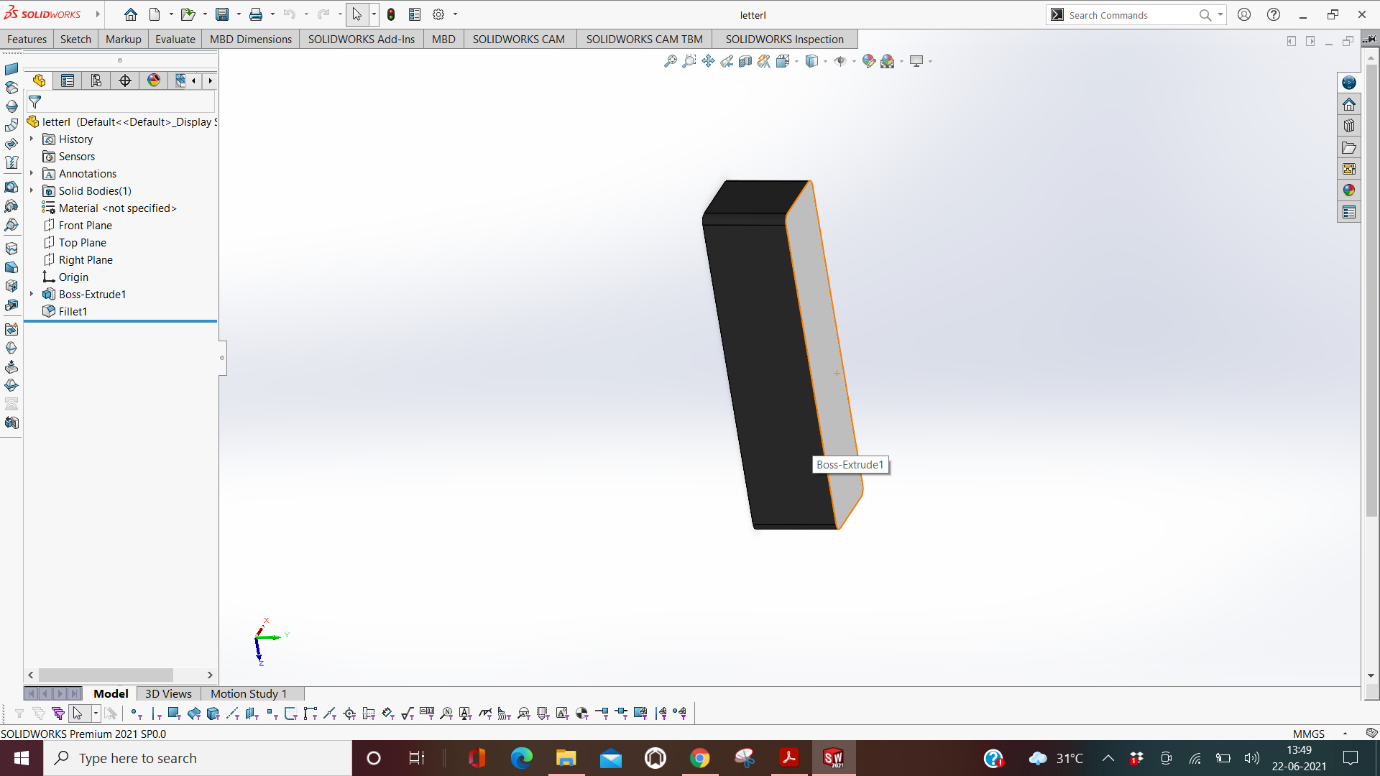 SOLIDWORKS
letterI
Search Commands
Features
Sketch
Markup
Evaluate
MBD Dimensions
SOLIDWORKS Add-Ins
MBD
SOLIDWORKS CAM
SOLIDWORKS CAM TBM
SOLIDWORKS Inspection
letterI (Default<<Default>_Display S
History
Sensors
Annotations
Solid Bodies(1)
Material <not specified>
Front Plane
Top Plane
Right Plane
Origin
Boss-Extrude1
Fillet1
Boss-Extrude1
X
Y
Z
Model
3D Views
Motion Study 1
SOLIDWORKS Premium 2021 SP0.0
MMGS
Type here to search
SW
2021
31°C
13:49
22-06-2021